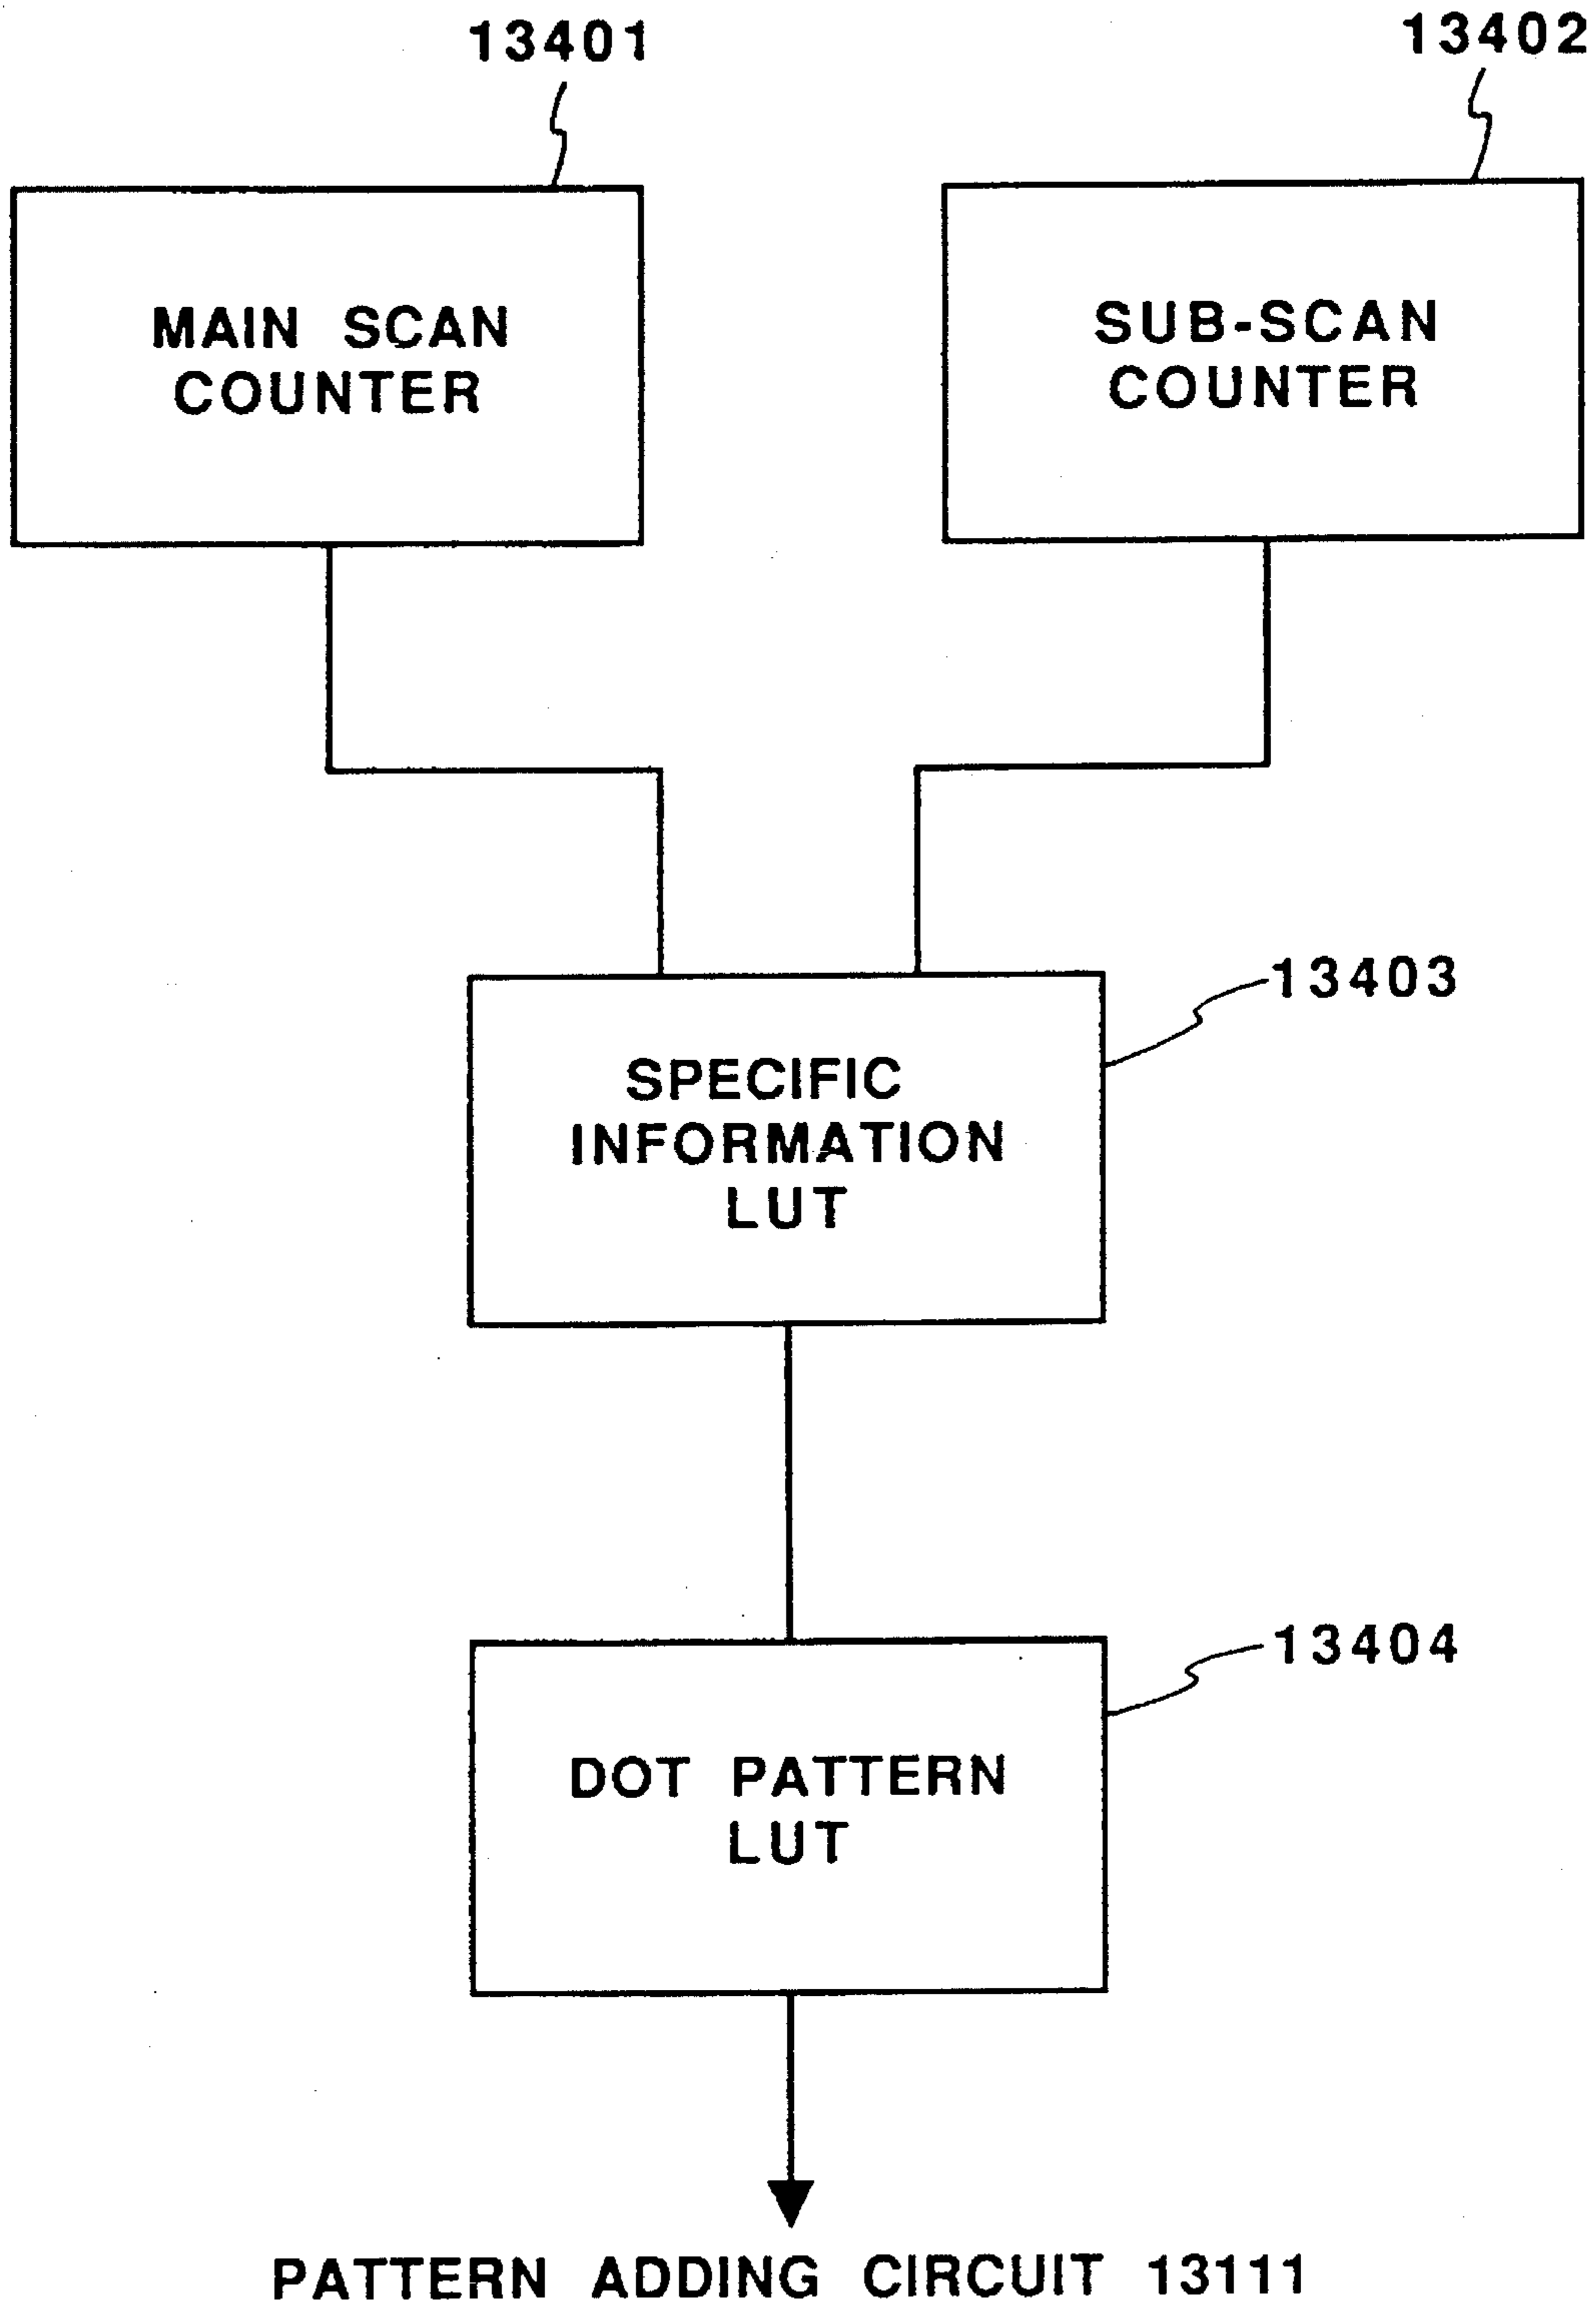 13401
13402
MAIN SCAN
COUNTER
SUB-SCAN
COUNTER
13403
SPECIFIC
INFORMATION
LUT
13404
DOT PATTERN
LUT
PATTERN ADDING CIRCUIT 13111